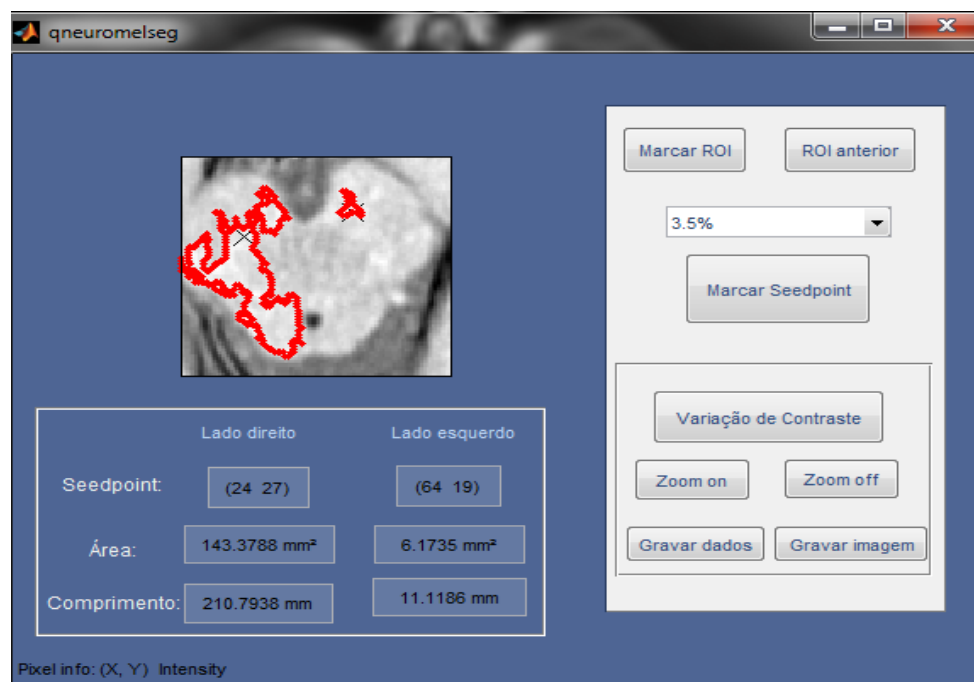 qneuromelseg
Marcar ROI
ROI anterior
3.5%
Marcar Seedpoint
Variação de Contraste
Zoom on
Zoom off
Gravar dados
Gravar imagem
Lado direito
Lado esquerdo
Seedpoint:
(24 27)
(64 19)
Área:
143.3788 mm²
6.1735 mm²
Comprimento:
210.7938 mm
11.1186 mm
Pixel info: (X, Y) Intensity